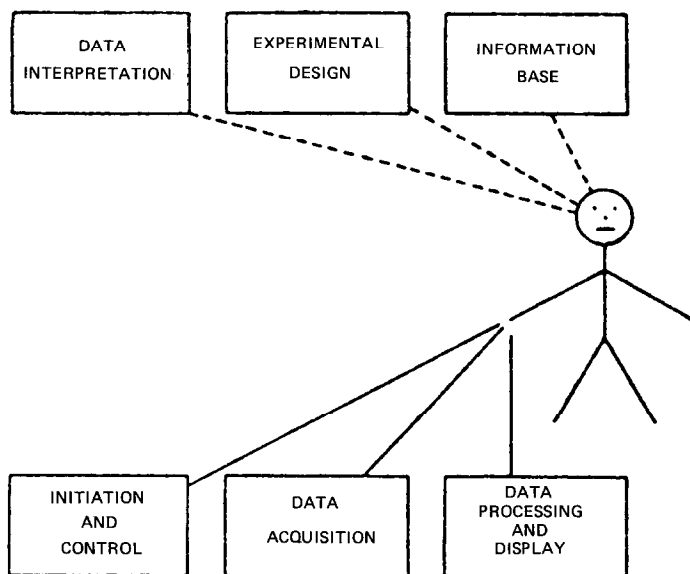 DATA
INTERPRETATION
EXPERIMENTAL
DESIGN
INFORMATION
BASE
INITIATION
AND
CONTROL
DATA
ACQUISITION
DATA
PROCESSING
AND
DISPLAY